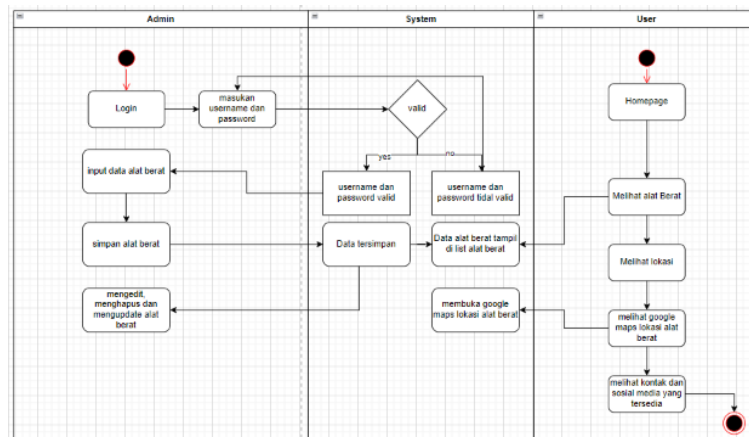 Admin
System
User
Login
masukan
username dan
password
valid
Homepage
yes
no
input data alat berat
username dan
password valid
username dan
password tidal valid
Melihat alat Berat
simpan alat berat
Data tersimpan
Data alat berat tampil
di list alat berat
Melihat lokasi
mengedit,
menghapus dan
mengupdate alat
berat
membuka google
maps lokasi alat berat
melihat google
maps lokasi alat
berat
melihat kontak dan
sosial media yang
tersedia